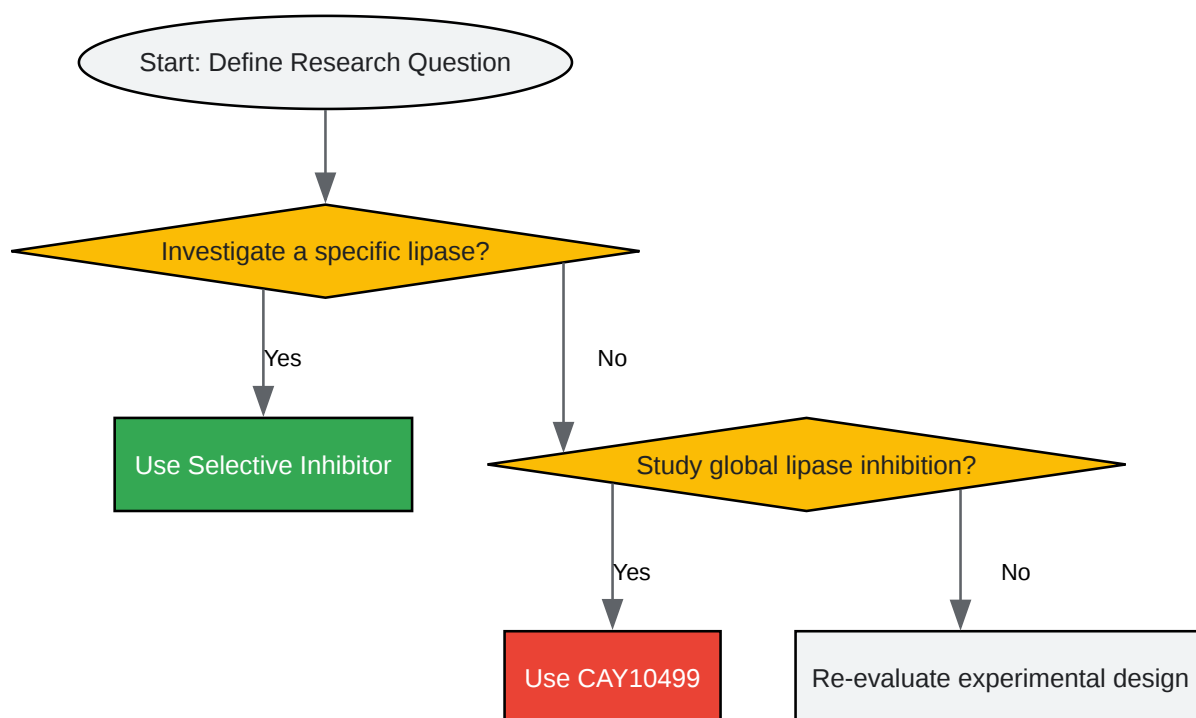 Start: Define Research Question
Investigate a specific lipase?
Yes
No
Use Selective Inhibitor
Study global lipase inhibition?
Yes
No
Use CAY10499
Re-evaluate experimental design